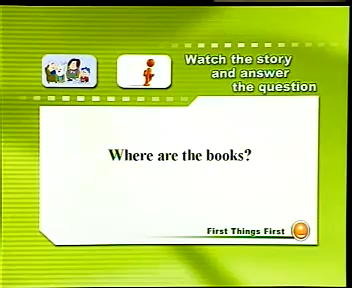 Watch the story
and answer
the question
Where are the books?
First Things First